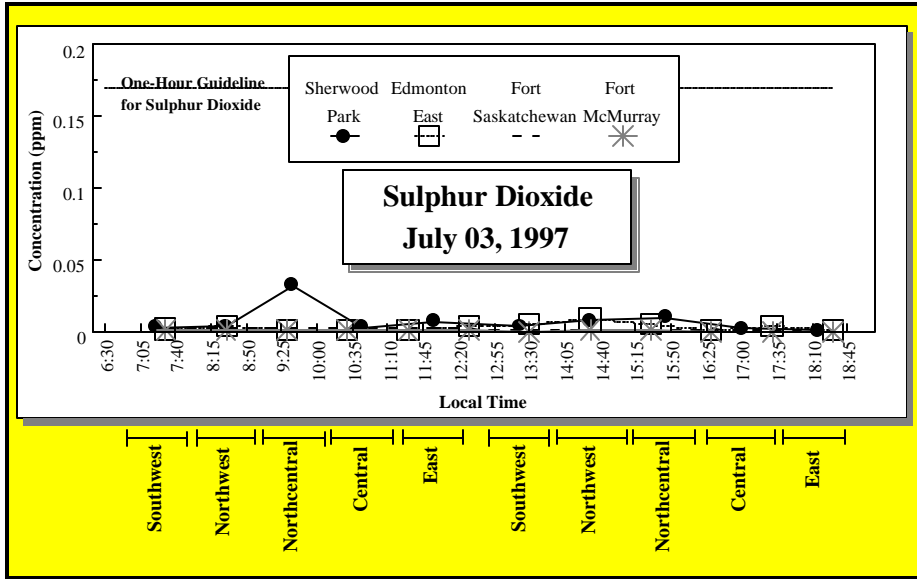 0.2
One-Hour Guideline
for Sulphur Dioxide
Sherwood Edmonton Fort Fort
Park East Saskatchewan McMurray
0.15
Concentration (ppm)
0.1
Sulphur Dioxide
July 03, 1997
0.05
0
6:30 7:05 7:40 8:15 8:50 9:25 10:00 10:35 11:10 11:45 12:20 12:55 13:30 14:05 14:40 15:15 15:50 16:25 17:00 17:35 18:10 18:45
Local Time
Southwest Northwest Northcentral Central East Southwest Northwest Northcentral Central East